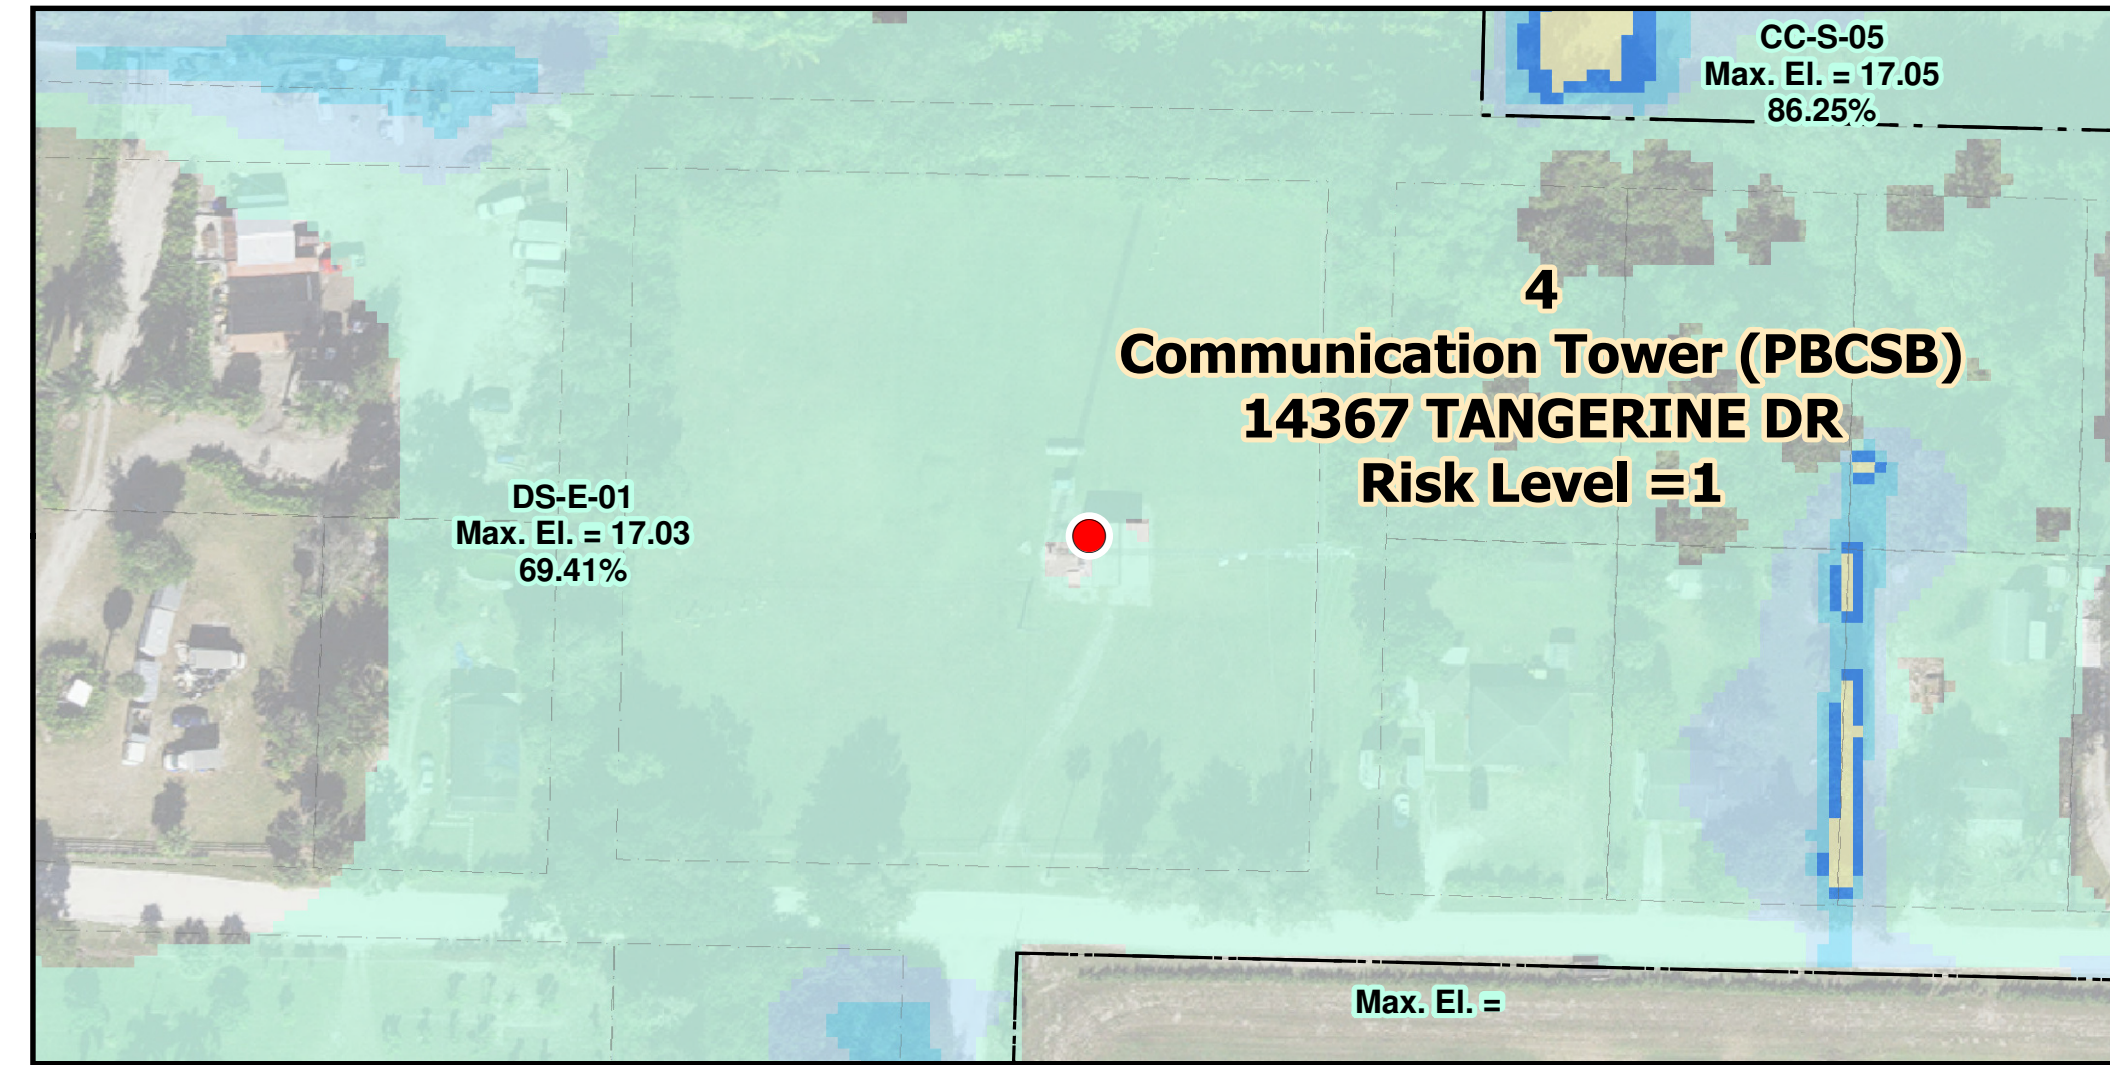 CC-S-05
Max. El. = 17.05
86.25%
4
Communication Tower (PBCSB)
14367 TANGERINE DR
Risk Level =1
DS-E-01
Max. El. = 17.03
69.41%
Max. El. =